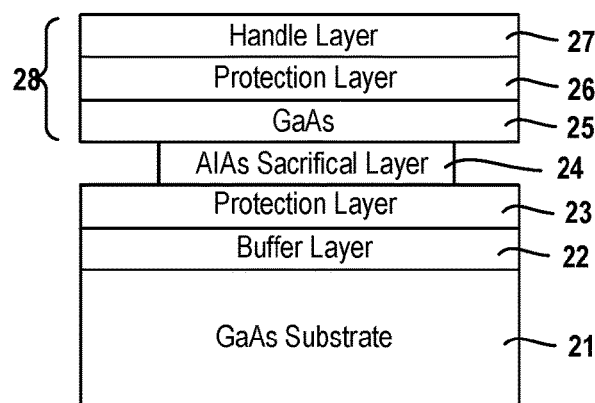 Handle Layer 27
28 Protection Layer 26
GaAs 25
AlAs Sacrifical Layer 24
Protection Layer 23
Buffer Layer 22
GaAs Substrate 21